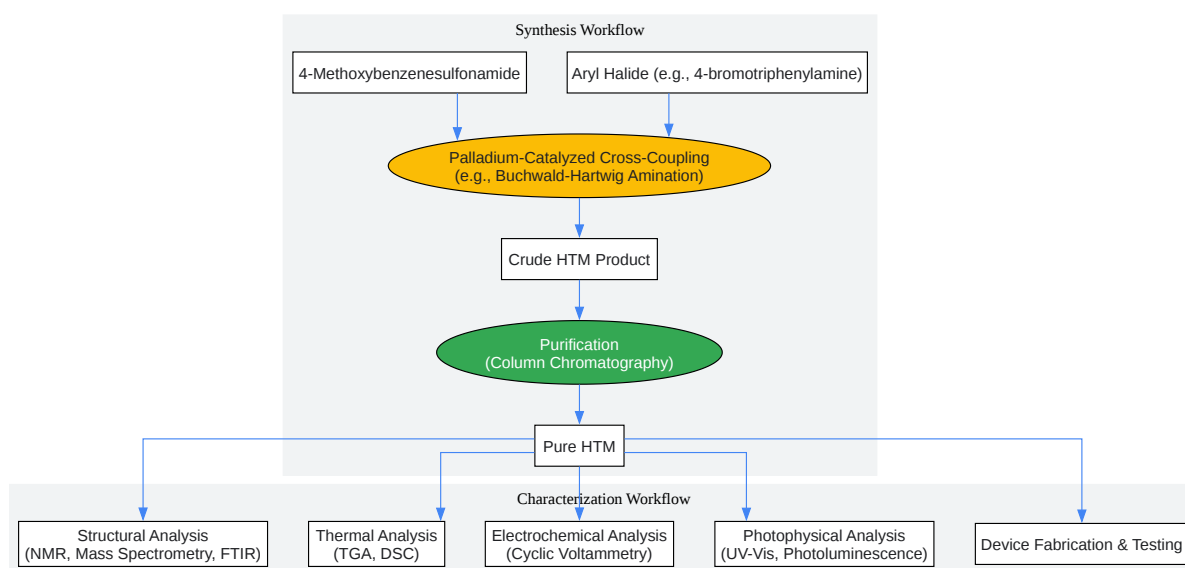 Synthesis Workflow
4-Methoxybenzenesulfonamide
Aryl Halide (e.g., 4-bromotriphenylamine)
Palladium-Catalyzed Cross-Coupling
(e.g., Buchwald-Hartwig Amination)
Crude HTM Product
Purification
(Column Chromatography)
Pure HTM
Characterization Workflow
Structural Analysis
(NMR, Mass Spectrometry, FTIR)
Thermal Analysis
(TGA, DSC)
Electrochemical Analysis
(Cyclic Voltammetry)
Photophysical Analysis
(UV-Vis, Photoluminescence)
Device Fabrication & Testing